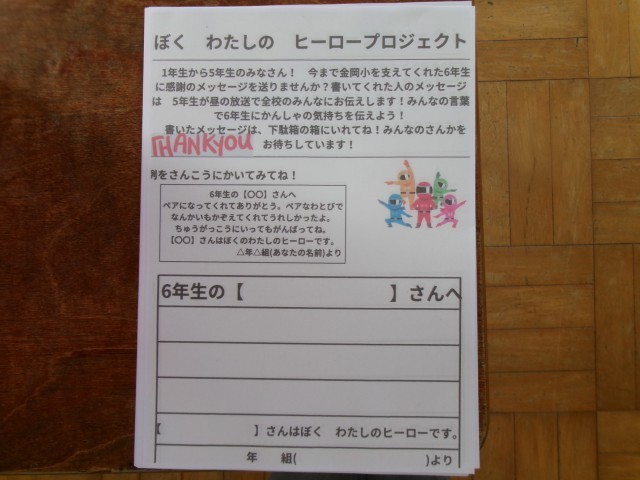 ぼく　わたしの　ヒーロープロジェクト
1年生から5年生のみなさん！　今まで金岡小を支えてくれた6年生
に感謝のメッセージを送りませんか？書いてくれた人のメッセージ
は　5年生が昼の放送で全校のみんなにお伝えします！みんなの言葉
で6年生にかんしゃの気持ちを伝えよう！
書いたメッセージは、下駄箱の箱にいれてね！みんなのさんかを
THANKYOU お待ちしています！
例をさんこうにかいてみてね！
6年生の【〇〇】さんへ
ペアになってくれてありがとう。ペアなわとびで
なんかいもかぞえてくれてうれしかったよ。
ちゅうがっこうにいってもがんばってね。
【〇〇】さんはぼくのわたしのヒーローです。
△年△組(あなたの名前)より
6年生の【　　　　　　　】さんへ
【　　　　　　　】さんはぼく　わたしのヒーローです。
年　　組(　　　　　　　　　)より